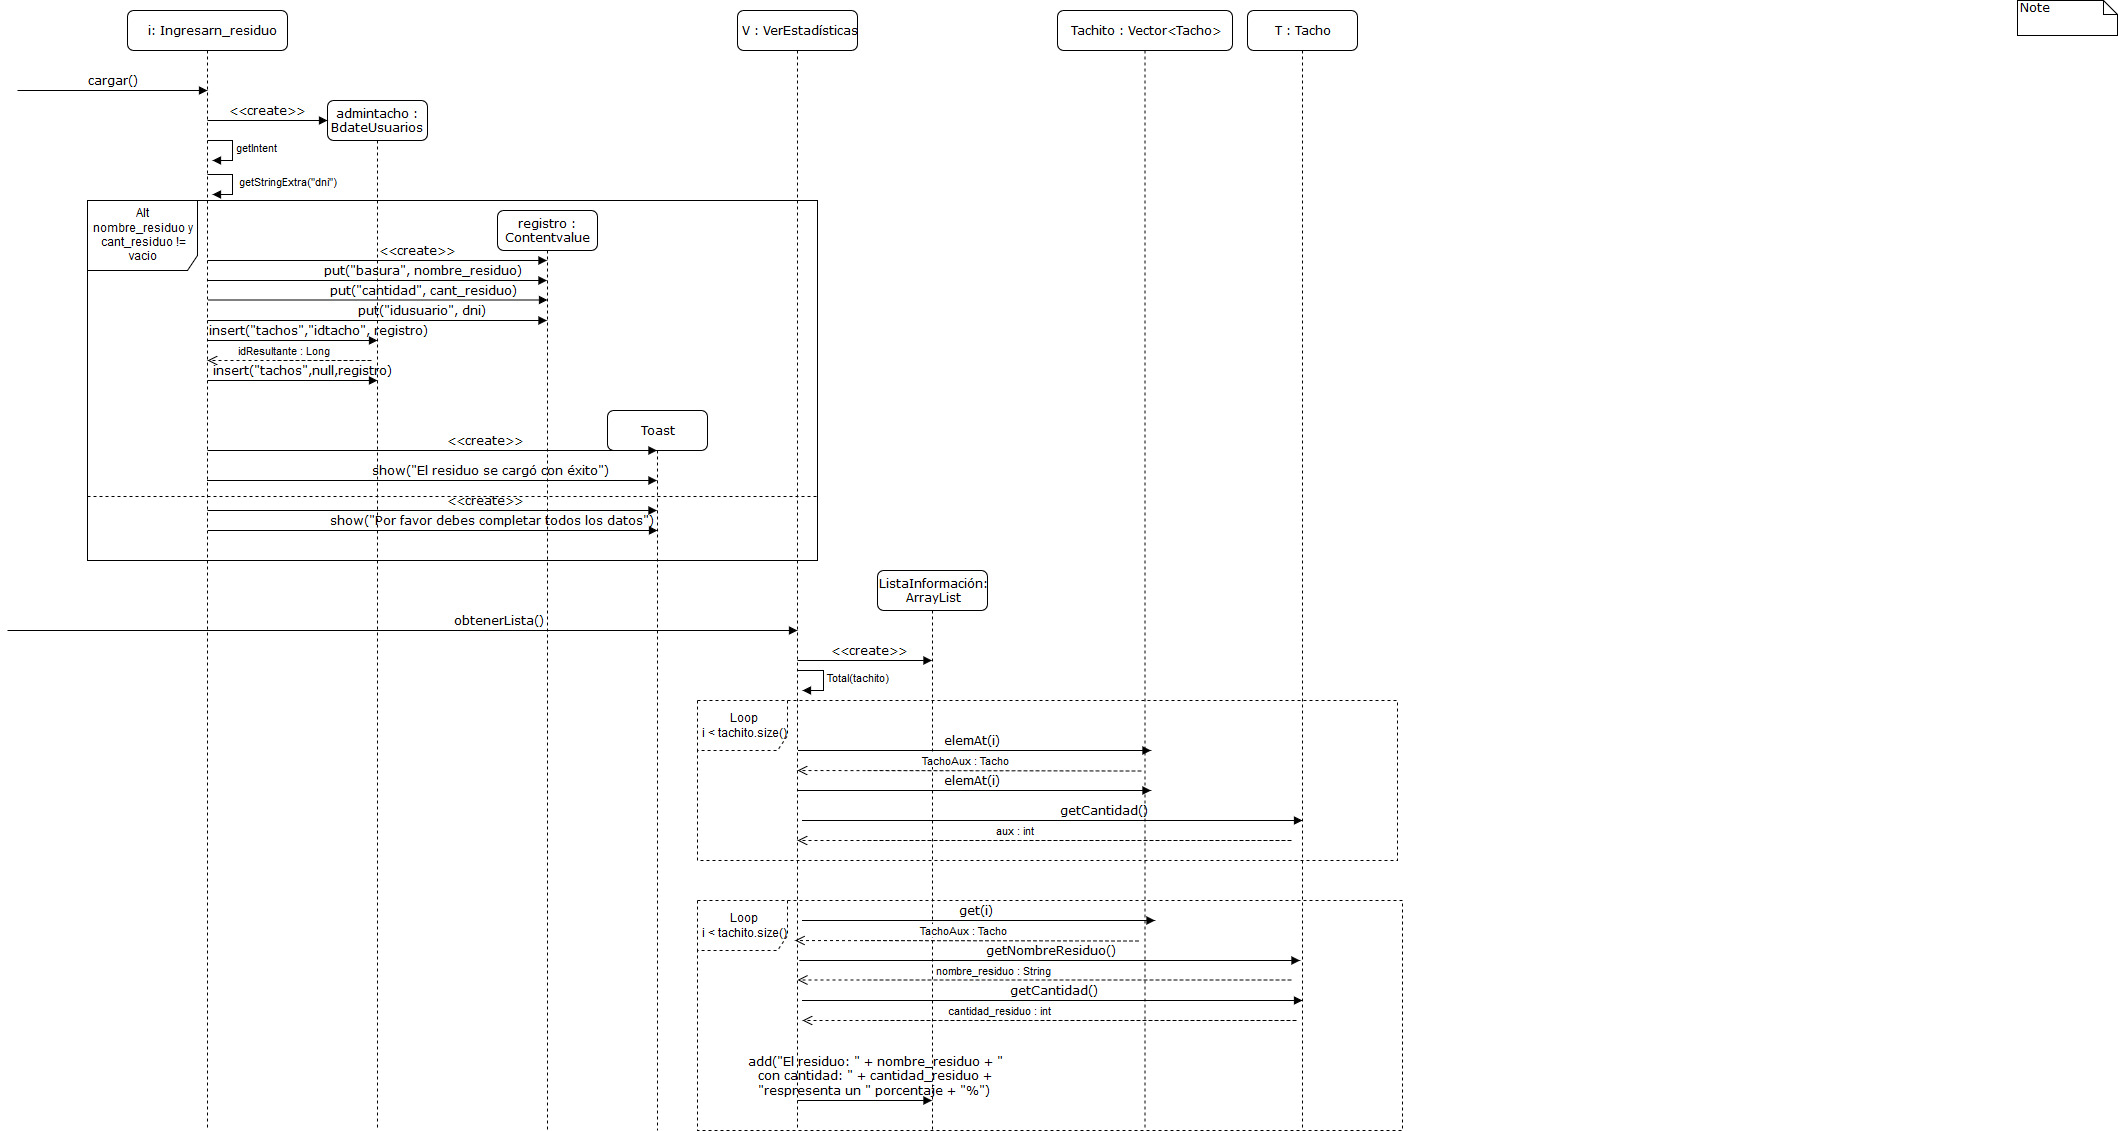 i: Ingresarn_residuo
V : VerEstadísticas
Tachito : Vector<Tacho>
T : Tacho
Note
cargar()
<<create>>
admintacho :
BdateUsuarios
getIntent
getStringExtra("dni")
Alt
nombre_residuo y
cant_residuo !=
vacio
registro :
Contentvalue
<<create>>
put("basura", nombre_residuo)
put("cantidad", cant_residuo)
put("idusuario", dni)
insert("tachos","idtacho", registro)
idResultante : Long
insert("tachos",null,registro)
Toast
<<create>>
show("El residuo se cargó con éxito")
<<create>>
show("Por favor debes completar todos los datos")
ListaInformación:
ArrayList
obtenerLista()
<<create>>
Total(tachito)
Loop
i < tachito.size()
elemAt(i)
TachoAux : Tacho
elemAt(i)
getCantidad()
aux : int
Loop
i < tachito.size()
get(i)
TachoAux : Tacho
getNombreResiduo()
nombre_residuo : String
getCantidad()
cantidad_residuo : int
add("El residuo: " + nombre_residuo + "
con cantidad: " + cantidad_residuo +
"respresenta un " porcentaje + "%")